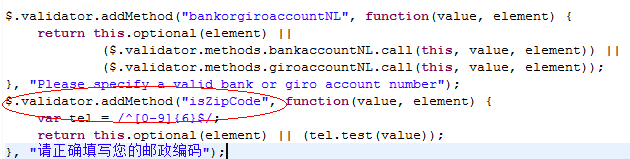 $.validator.addMethod("bankorgiroaccountNL", function(value, element) {
    return this.optional(element) ||
            ($.validator.methods.bankaccountNL.call(this, value, element)) ||
            ($.validator.methods.giroaccountNL.call(this, value, element));
}, "Please specify a valid bank or giro account number");
$.validator.addMethod("isZipCode", function(value, element) {
    var tel = /^[0-9]{6}$/;
    return this.optional(element) || (tel.test(value));
}, "请正确填写您的邮政编码");